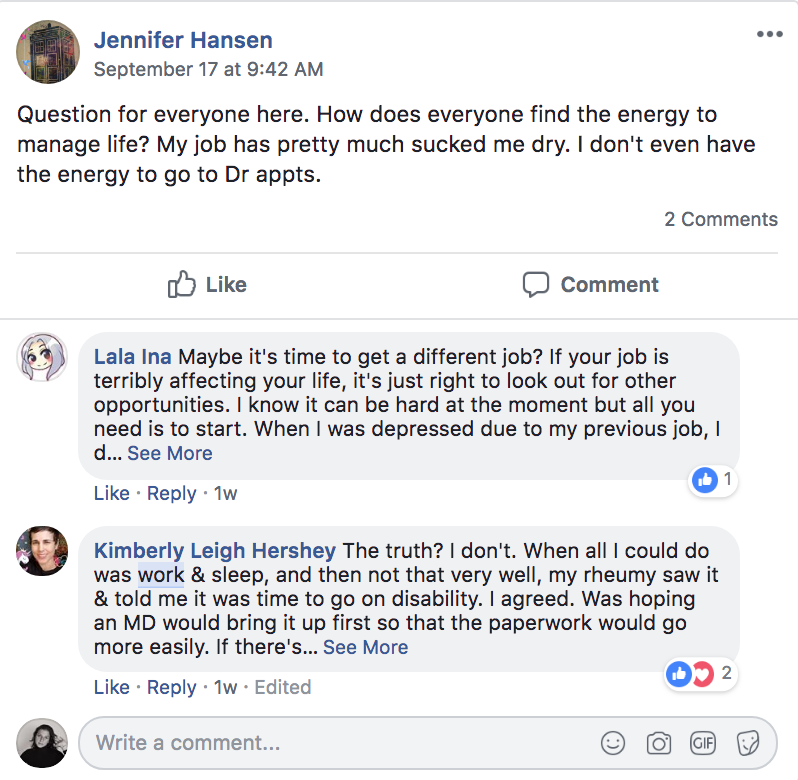 Jennifer Hansen
September 17 at 9:42 AM
Question for everyone here. How does everyone find the energy to
manage life? My job has pretty much sucked me dry. I don't even have
the energy to go to Dr appts.
2 Comments
Like
Comment
Lala Ina Maybe it's time to get a different job? If your job is
terribly affecting your life, it's just right to look out for other
opportunities. I know it can be hard at the moment but all you
need is to start. When I was depressed due to my previous job, I
d... See More
1
Like · Reply · 1w
Kimberly Leigh Hershey The truth? I don't. When all I could do
was work & sleep, and then not that very well, my rheumy saw it
& told me it was time to go on disability. I agreed. Was hoping
an MD would bring it up first so that the paperwork would go
more easily. If there's... See More
2
Like · Reply · 1w · Edited
Write a comment...
GIF